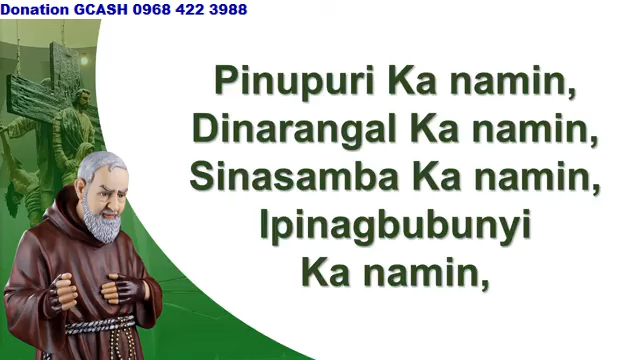 Donation GCASH 0968 422 3988
Pinupuri Ka namin,
Dinarangal Ka namin,
Sinasamba Ka namin,
Ipinagbubunyi
Ka namin,